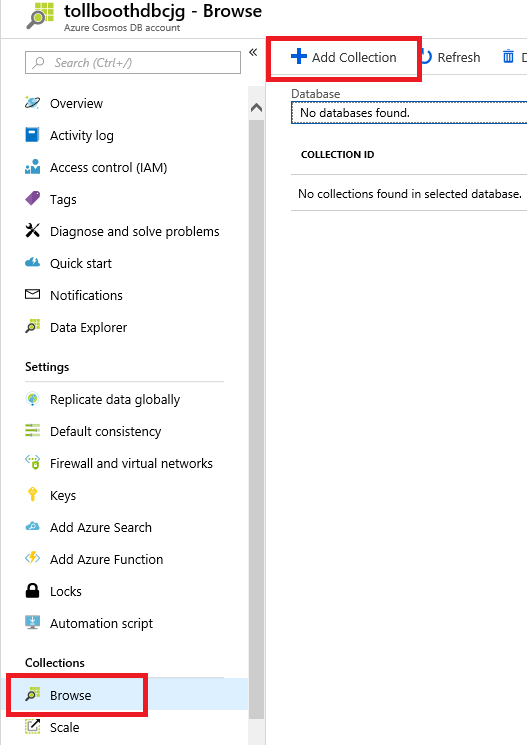 tollboothdbcjg - Browse
Azure Cosmos DB account
Search (Ctrl+/)
«
Overview
Activity log
Access control (IAM)
Tags
Diagnose and solve problems
Quick start
Notifications
Data Explorer
Settings
Replicate data globally
Default consistency
Firewall and virtual networks
Keys
Add Azure Search
Add Azure Function
Locks
Automation script
Collections
Browse
Scale
Add Collection Refresh D
Database
No databases found.
COLLECTION ID
No collections found in selected database.